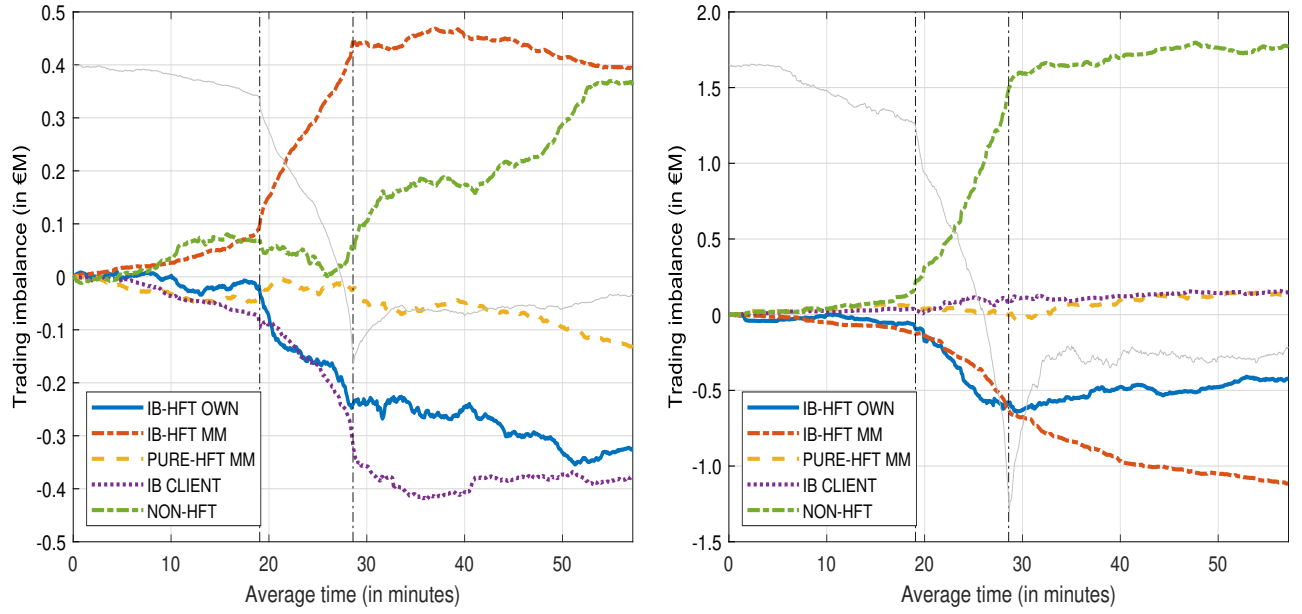 Trading imbalance (in €M)
0.5
0.4
0.3
0.2
0.1
0
-0.1
-0.2
-0.3
-0.4
-0.5
IB-HFT OWN
IB-HFT MM
PURE-HFT MM
IB CLIENT
NON-HFT
0 10 20 30 40 50
Average time (in minutes)
Trading imbalance (in €M)
2.0
1.5
1.0
0.5
0
-0.5
-1.0
-1.5
IB-HFT OWN
IB-HFT MM
PURE-HFT MM
IB CLIENT
NON-HFT
0 10 20 30 40 50
Average time (in minutes)